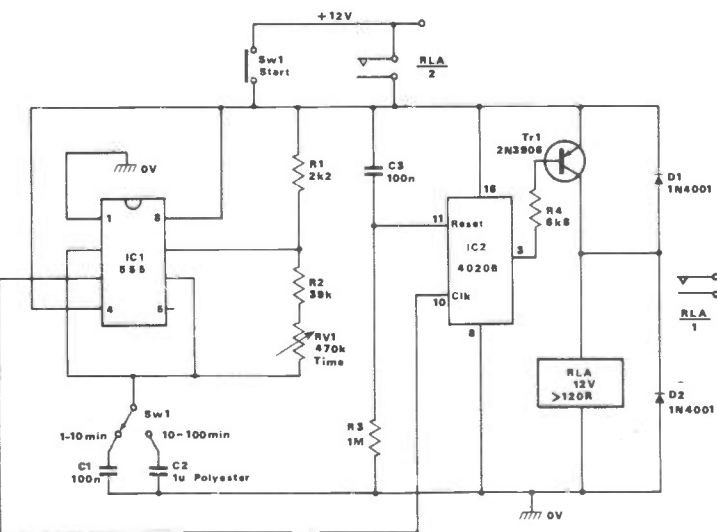 +12V
Sw1
Start
RLA
2
0V
R1
2k2
C3
100n
Tr1
2N3906
D1
1N4001
1
8
IC1
555
4
5
R2
39k
RV1
470k
Time
16
11
Reset
IC2
4020B
3
10
Clk
8
R4
6k8
RLA
1
RLA
12V
>120R
D2
1N4001
Sw1
1-10min
10-100min
C1
100n
C2
1u Polyester
R3
1M
0V